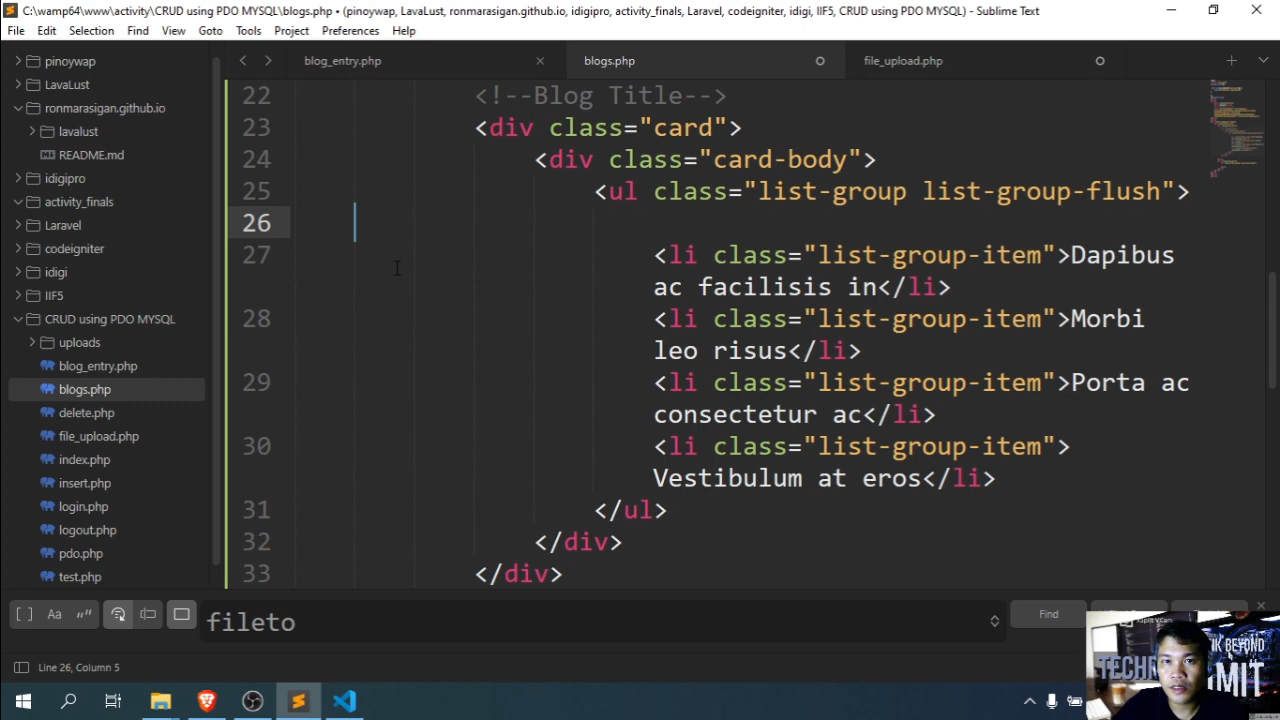 C:\wamp64\www\activity\CRUD using PDO MYSQL\blogs.php • (pinoywap, LavaLust, ronmarasigan.github.io, idigipro, activity_finals, Laravel, codeigniter, idigi, IIF5, CRUD using PDO MYSQL) - Sublime Text
File Edit Selection Find View Goto Tools Project Preferences Help
pinoywap
LavaLust
ronmarasigan.github.io
lavalust
README.md
idigipro
activity_finals
Laravel
codeigniter
idigi
IIF5
CRUD using PDO MYSQL
uploads
blog_entry.php
blogs.php
delete.php
file_upload.php
index.php
insert.php
login.php
logout.php
pdo.php
test.php
blog_entry.php blogs.php file_upload.php
22 <!--Blog Title-->
23 <div class="card">
24 <div class="card-body">
25 <ul class="list-group list-group-flush">
26
27 <li class="list-group-item">Dapibus
ac facilisis in</li>
28 <li class="list-group-item">Morbi
leo risus</li>
29 <li class="list-group-item">Porta ac
consectetur ac</li>
30 <li class="list-group-item">
Vestibulum at eros</li>
31 </ul>
32 </div>
33 </div>
Aa
fileto
Find
Line 26, Column 5